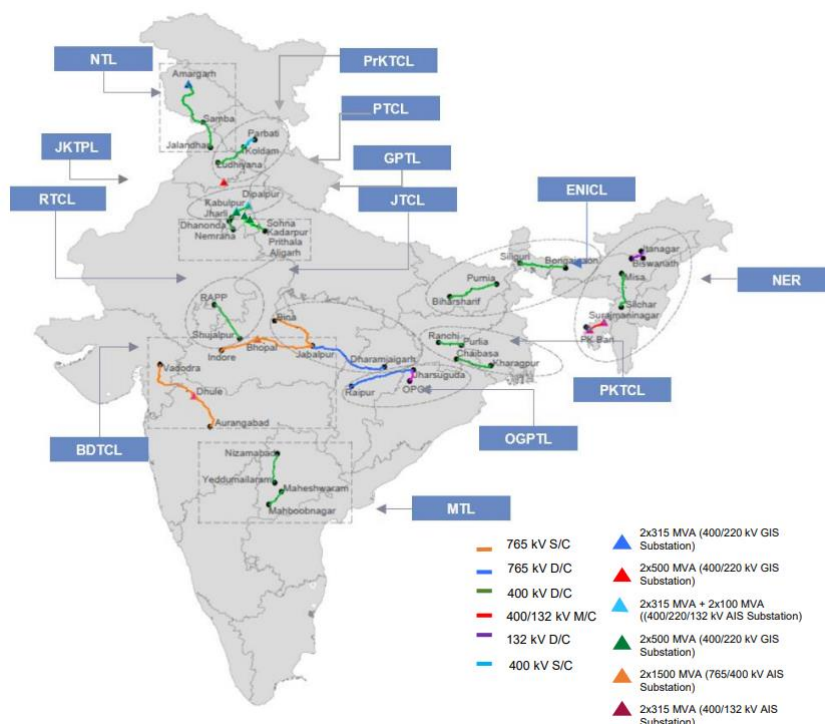 NTL
PrKTCL
Amargarh
PTCL
Samba
Parbati
Jalandhar
Koldam
Ludhiyana
JKTPL
GPTL
Dipalpur
RTCL
Kabulpur
JTCL
ENICL
Jharli
Dhanonda
Sohna
Nemrana
Kadarpur
Prithala
Aligarh
Siliguri
Bongaigaon
Itanagar
Biswanath
NER
Purnia
Misa
Biharsharif
Silchar
RAPP
Surajmaninagar
Bina
Ranchi
Purlia
PK Bari
Shujalpur
Chaibasa
Indore
Bhopal
Jabalpur
Kharagpur
Vadodra
Dharamjaigarh
Dhule
Jharsuguda
PKTCL
Raipur
OPGC
Aurangabad
BDTCL
OGPTL
Nizamabad
Yeddumailaram
Maheshwaram
Mahboobnagar
MTL
765 kV S/C
765 kV D/C
400 kV D/C
400/132 kV M/C
132 kV D/C
400 kV S/C
2x315 MVA (400/220 kV GIS
Substation)
2x500 MVA (400/220 kV GIS
Substation)
2x315 MVA + 2x100 MVA
((400/220/132 kV AIS Substation)
2x500 MVA (400/220 kV GIS
Substation)
2x1500 MVA (765/400 kV AIS
Substation)
2x315 MVA (400/132 kV AIS
Substation)